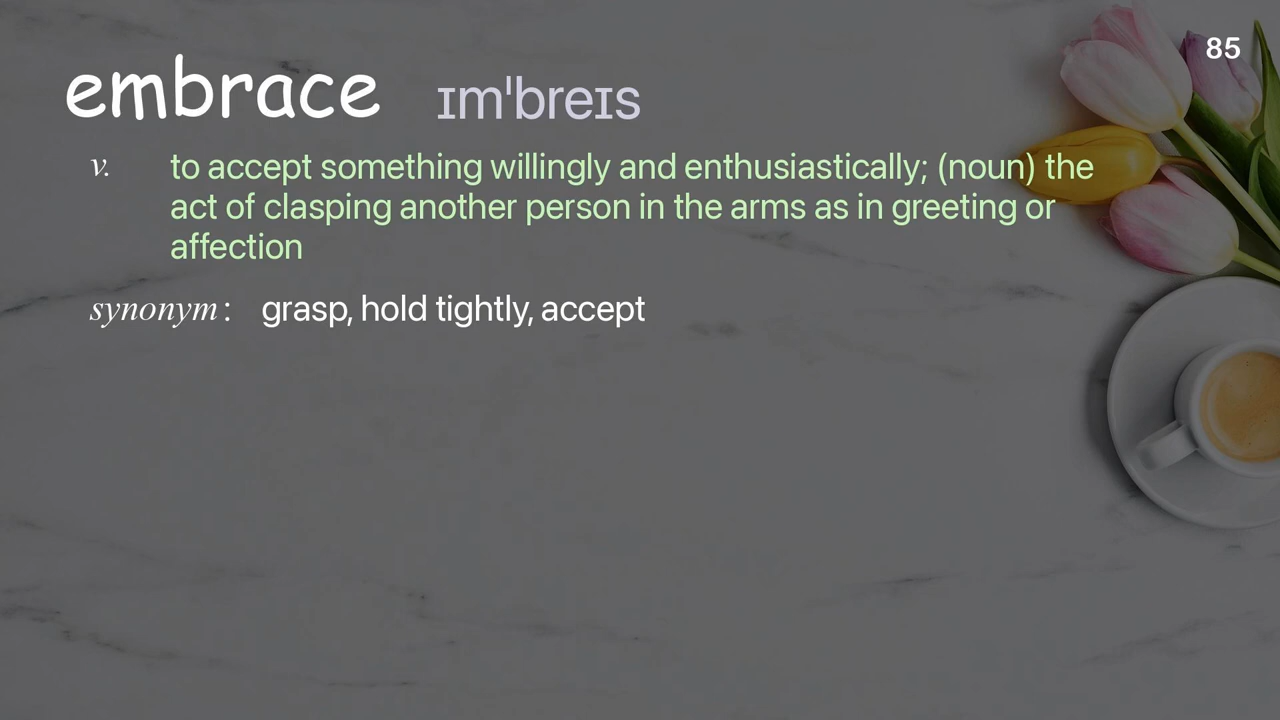 85
embrace ɪm'breɪs
v. to accept something willingly and enthusiastically; (noun) the
act of clasping another person in the arms as in greeting or
affection
synonym: grasp, hold tightly, accept